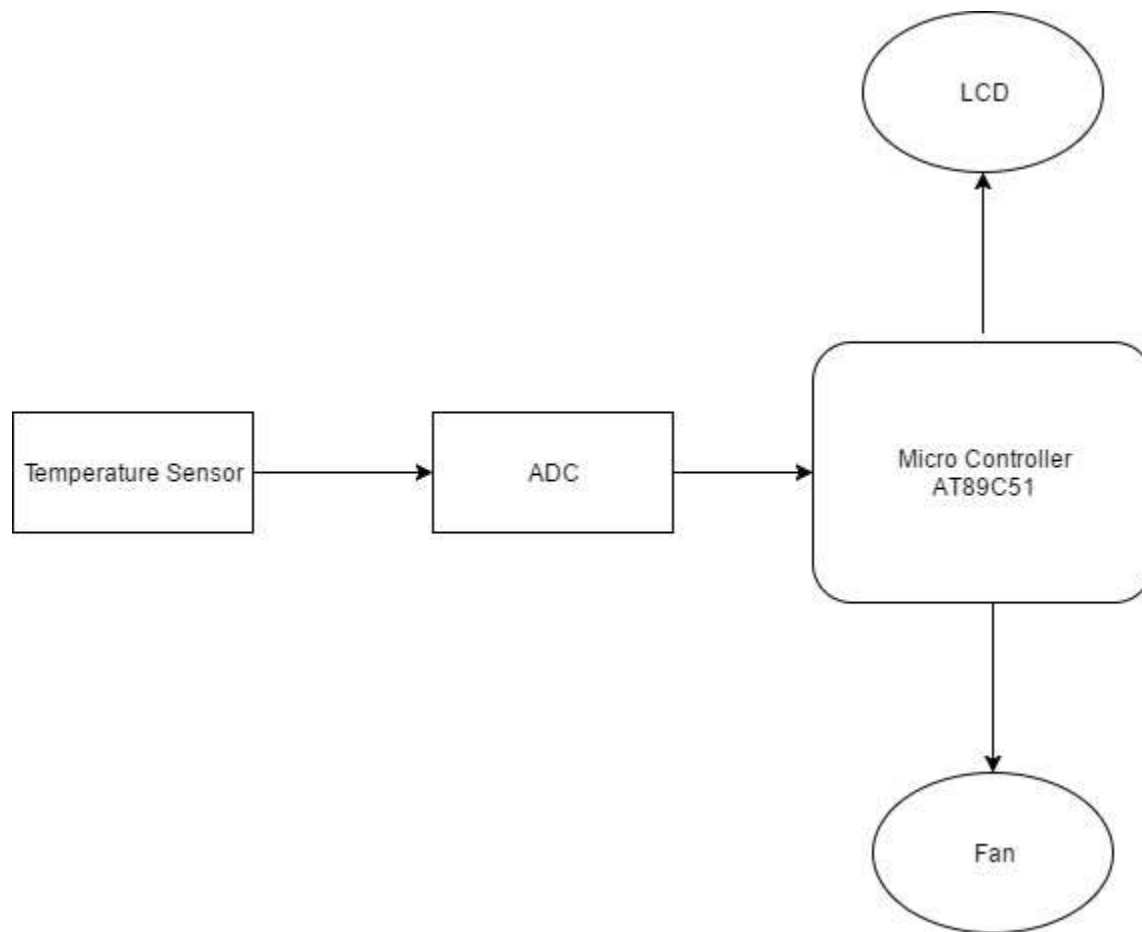 LCD
Temperature Sensor
ADC
Micro Controller
AT89C51
Fan